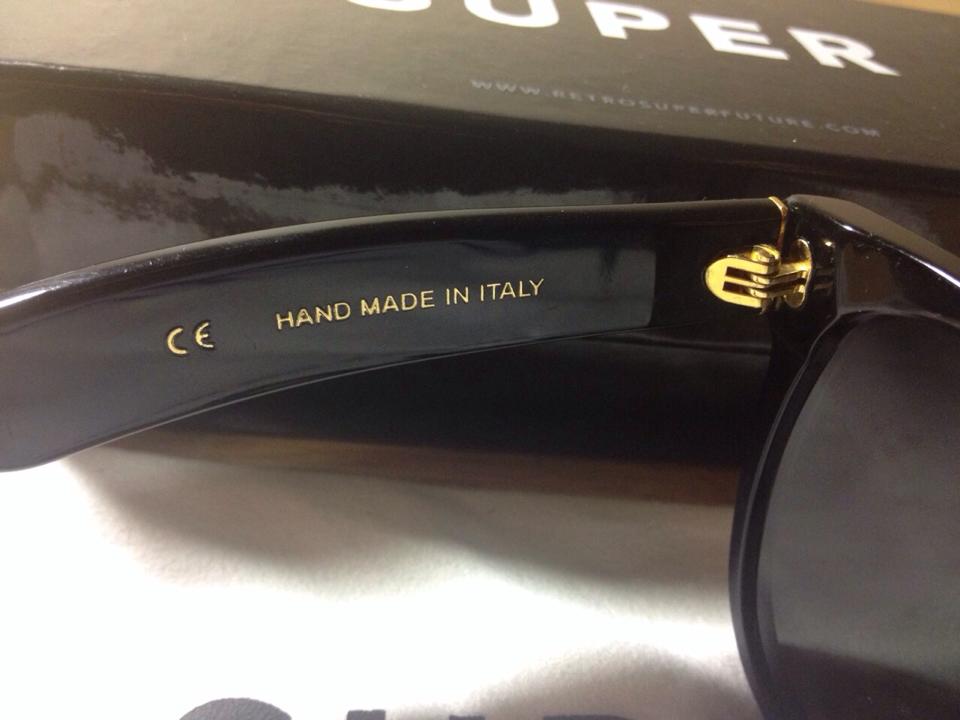 SUPER
WWW.RETROSUPERFUTURE.COM
CE HAND MADE IN ITALY